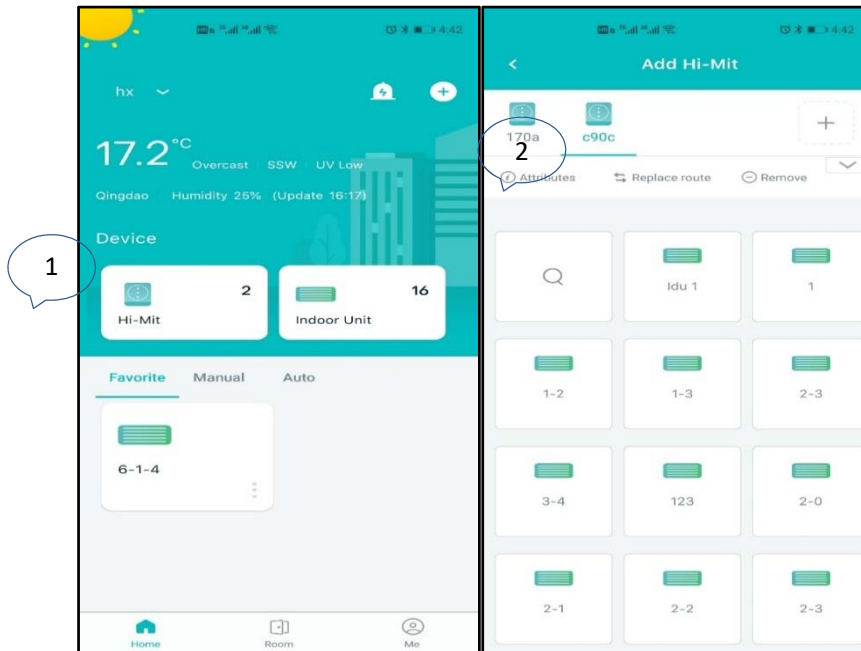 4:42
hx
17.2°C
Overcast SSW UV Low
Qingdao Humidity 25% (Update 16:17)
Device
1
2
Hi-Mit
16
Indoor Unit
Favorite Manual Auto
6-1-4
Home Room Me
4:42
Add Hi-Mit
170a c90c
2
Attributes Replace route Remove
Idu 1 1
1-2 1-3 2-3
3-4 123 2-0
2-1 2-2 2-3